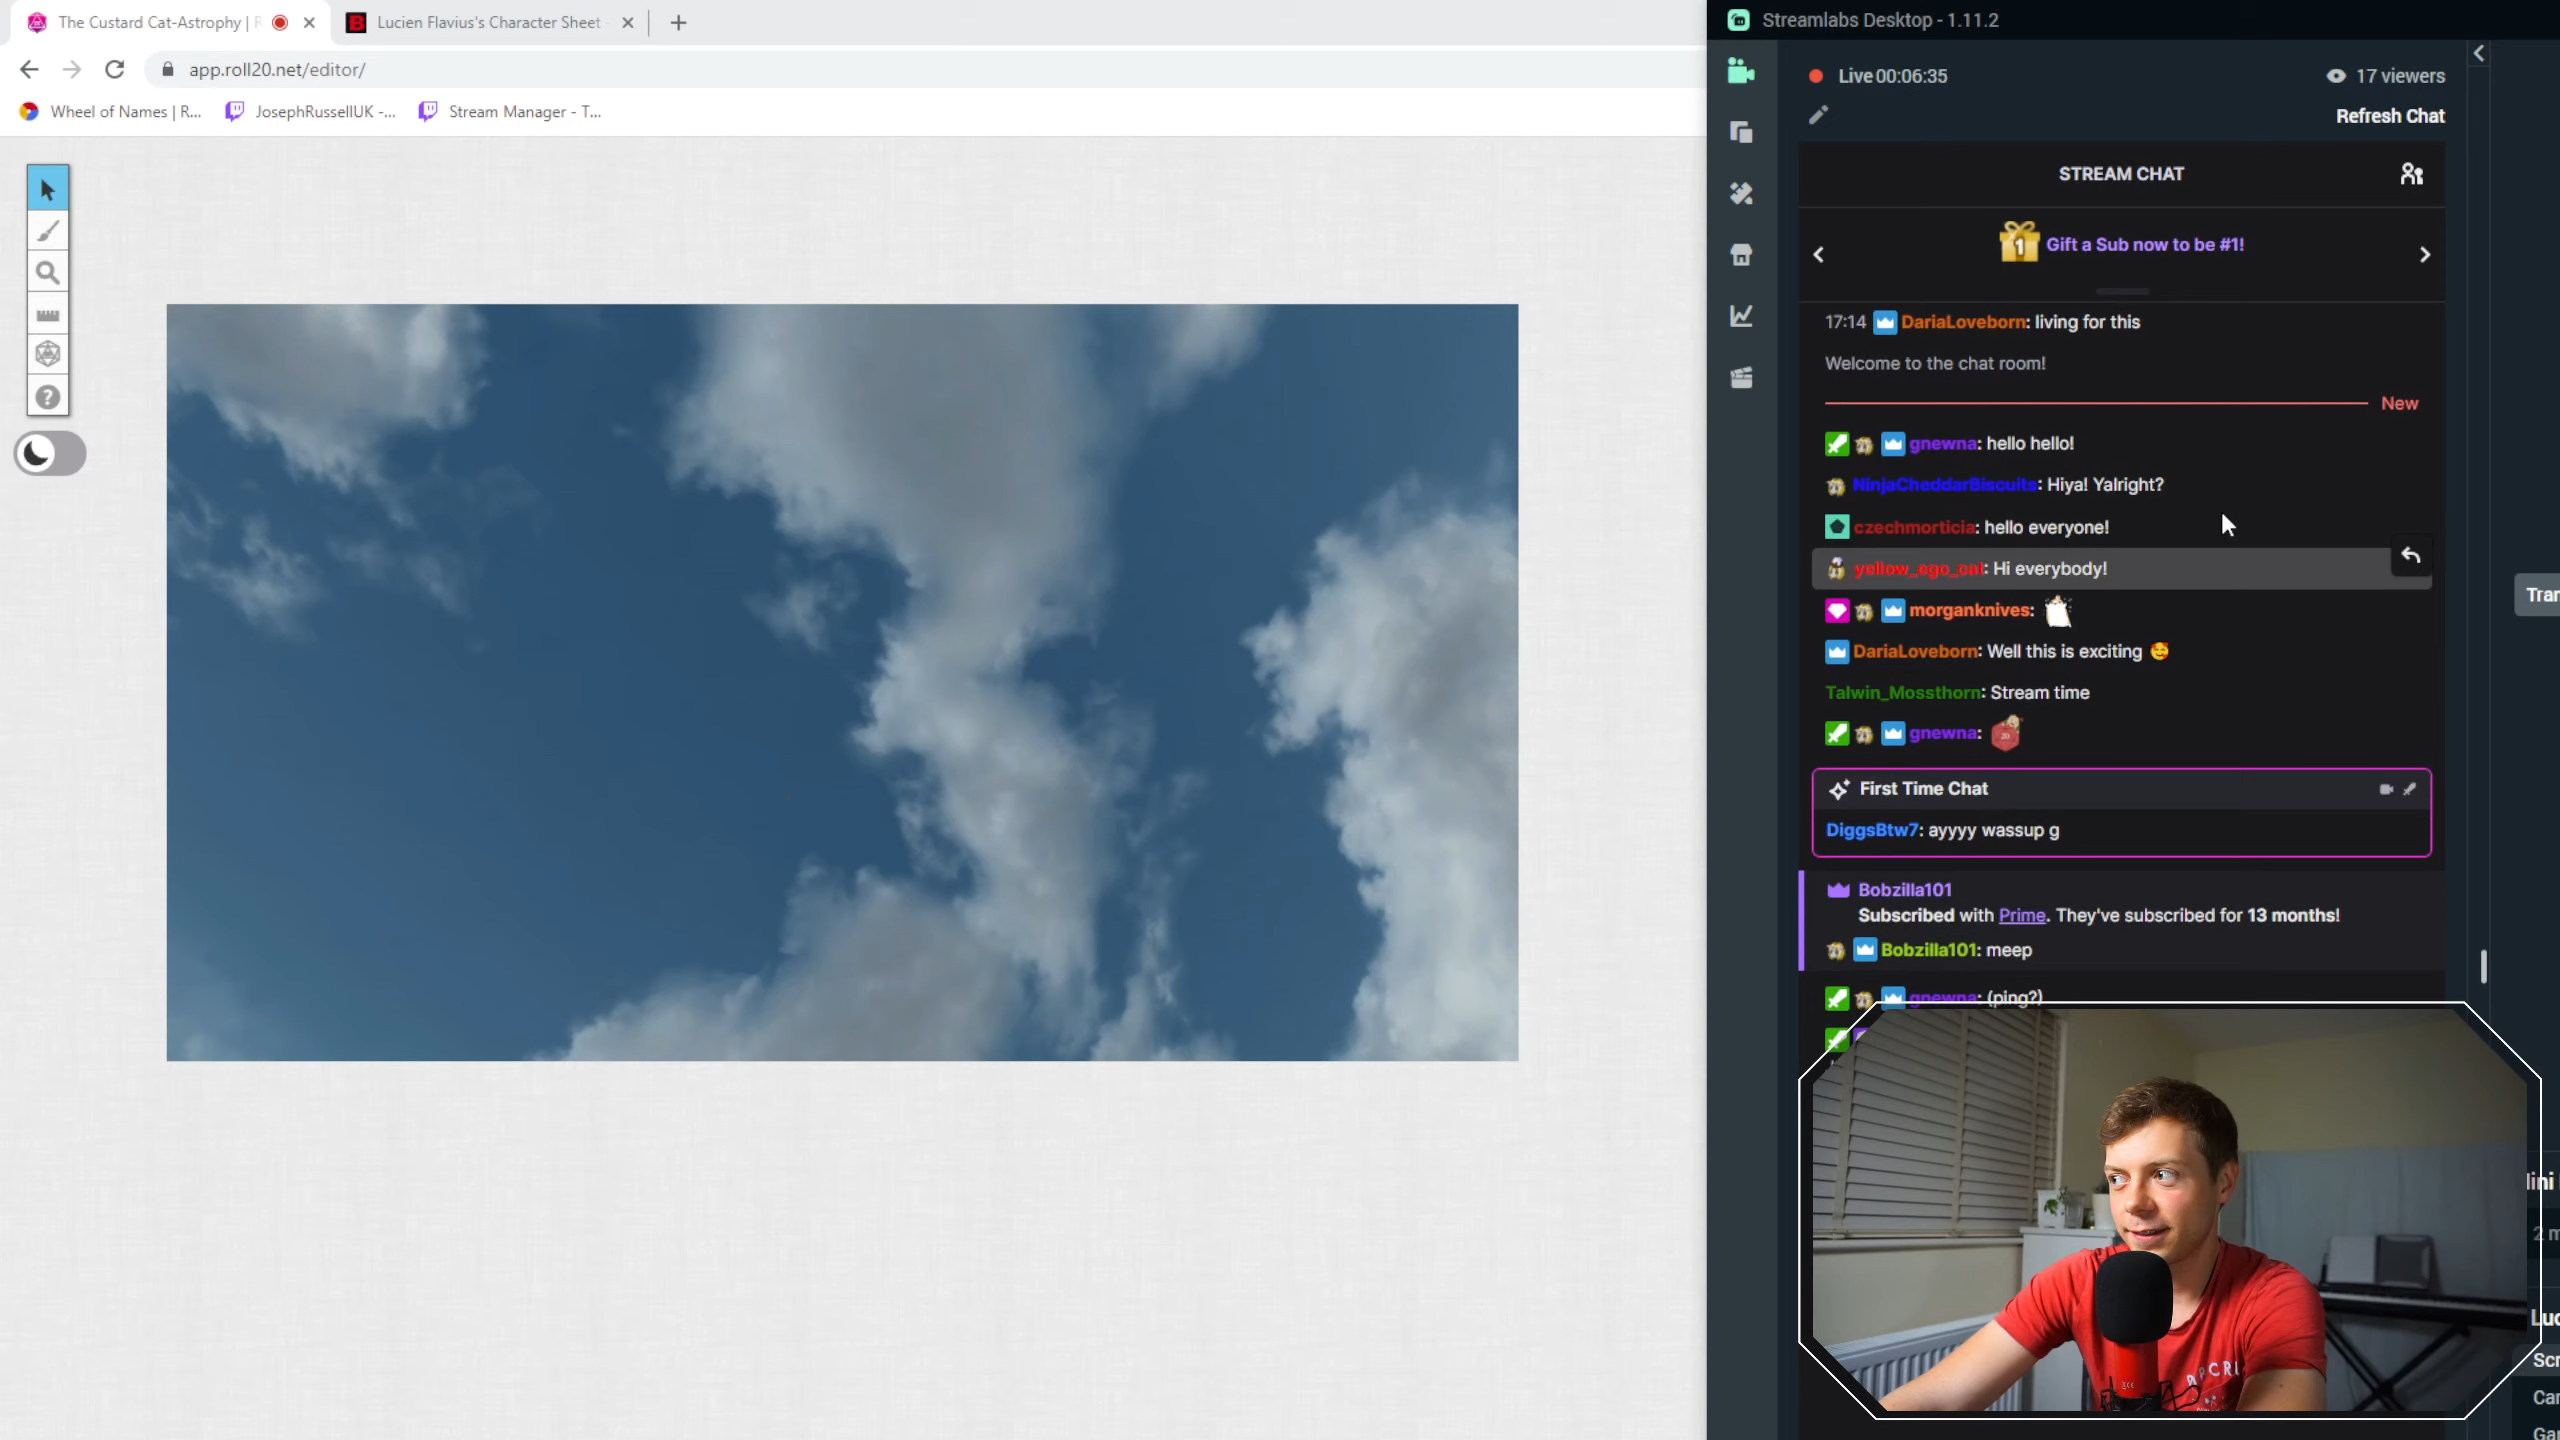 The Custard Cat-Astrophy |
Lucien Flavius's Character Sheet
Streamlabs Desktop - 1.11.2
app.roll20.net/editor/
Wheel of Names | R...
JosephRussellUK -...
Stream Manager - T...
Live 00:06:35
17 viewers
Refresh Chat
STREAM CHAT
1
Gift a Sub now to be #1!
17:14 DariaLoveborn: living for this
Welcome to the chat room!
New
gnewna: hello hello!
NinjaCheddarBiscuits: Hiya! Yalright?
czechmorticia: hello everyone!
yellow_ego_cat: Hi everybody!
morganknives:
DariaLoveborn: Well this is exciting 🥰
Talwin_Mossthorn: Stream time
gnewna:
First Time Chat
DiggsBtw7: ayyyy wassup g
Bobzilla101
Subscribed with Prime. They've subscribed for 13 months!
Bobzilla101: meep
gnewna: (ping?)